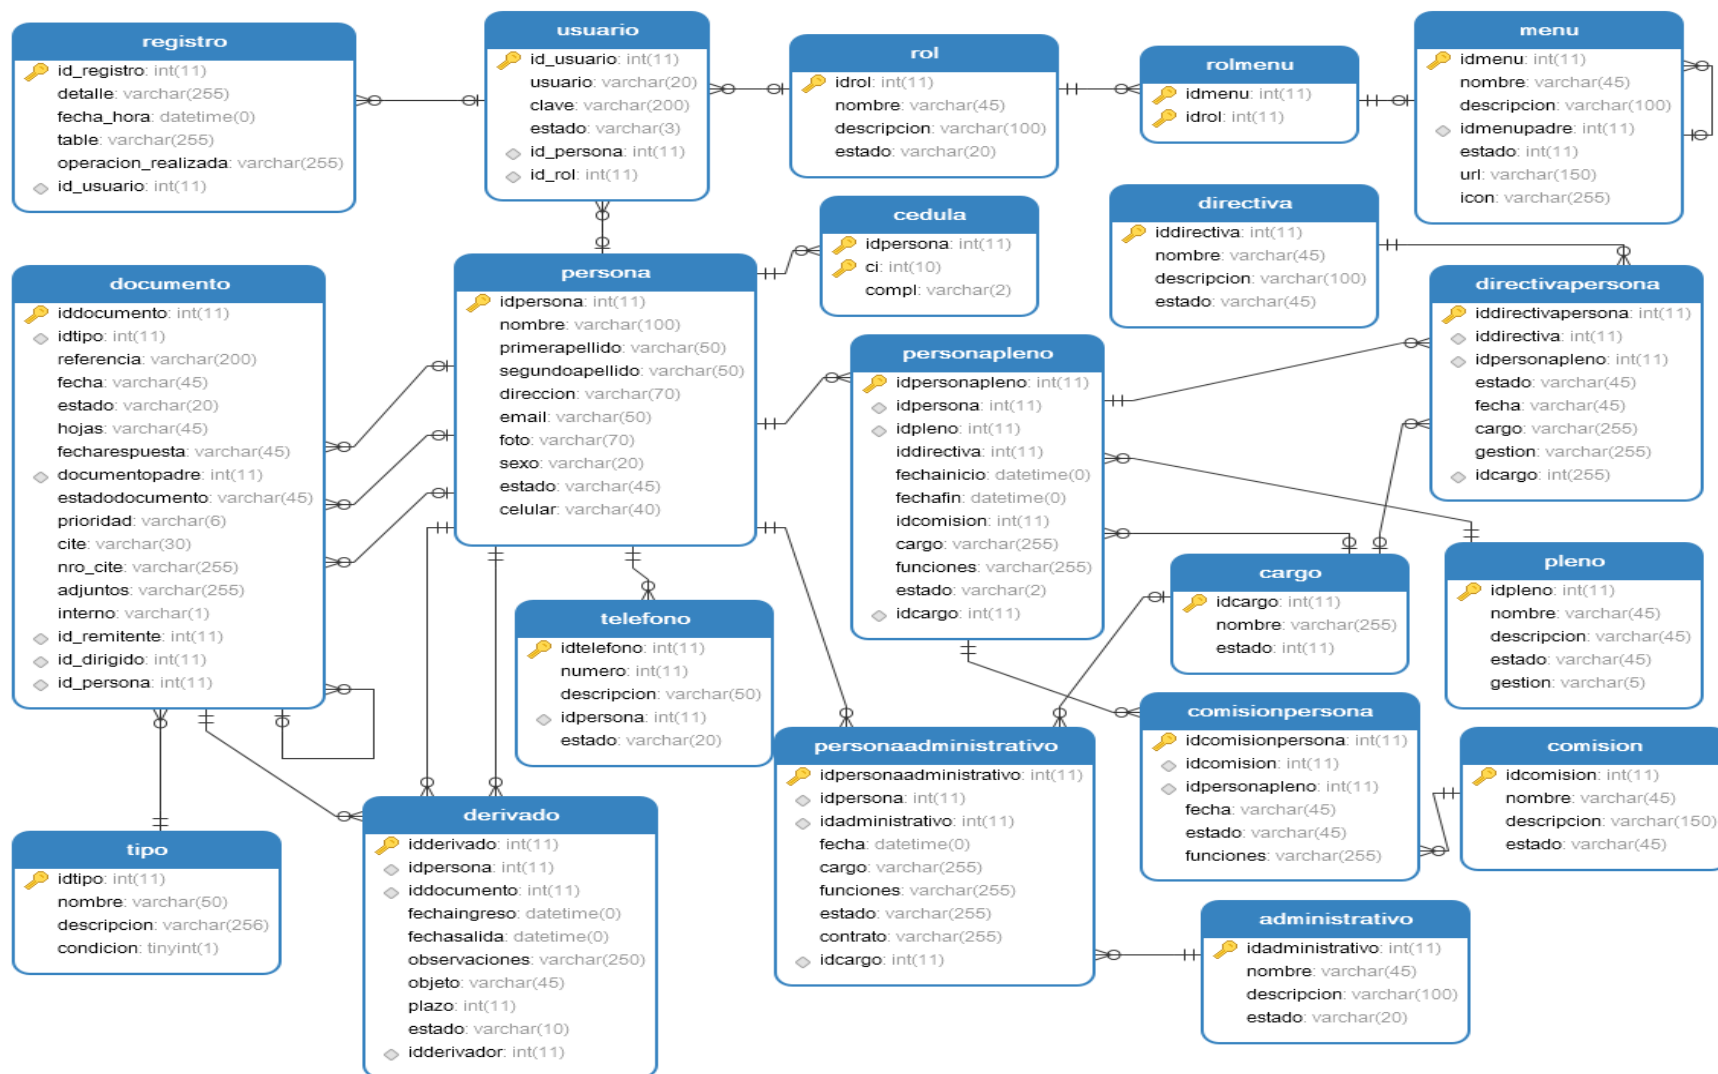 registro
id_registro: int(11)
detalle: varchar(255)
fecha_hora: datetime(0)
table: varchar(255)
operacion_realizada: varchar(255)
id_usuario: int(11)
usuario
id_usuario: int(11)
usuario: varchar(20)
clave: varchar(200)
estado: varchar(3)
id_persona: int(11)
id_rol: int(11)
rol
idrol: int(11)
nombre: varchar(45)
descripcion: varchar(100)
estado: varchar(20)
rolmenu
idmenu: int(11)
idrol: int(11)
menu
idmenu: int(11)
nombre: varchar(45)
descripcion: varchar(100)
idmenupadre: int(11)
estado: int(11)
url: varchar(150)
icon: varchar(255)
cedula
idpersona: int(11)
ci: int(10)
compl: varchar(2)
directiva
iddirectiva: int(11)
nombre: varchar(45)
descripcion: varchar(100)
estado: varchar(45)
documento
iddocumento: int(11)
idtipo: int(11)
referencia: varchar(200)
fecha: varchar(45)
estado: varchar(20)
hojas: varchar(45)
fecharespuesta: varchar(45)
documentopadre: int(11)
estadodocumento: varchar(45)
prioridad: varchar(6)
cite: varchar(30)
nro_cite: varchar(255)
adjuntos: varchar(255)
interno: varchar(1)
id_remitente: int(11)
id_dirigido: int(11)
id_persona: int(11)
persona
idpersona: int(11)
nombre: varchar(100)
primerapellido: varchar(50)
segundoapellido: varchar(50)
direccion: varchar(70)
email: varchar(50)
foto: varchar(70)
sexo: varchar(20)
estado: varchar(45)
celular: varchar(40)
personapleno
idpersonapleno: int(11)
idpersona: int(11)
idpleno: int(11)
iddirectiva: int(11)
fechainicio: datetime(0)
fechafin: datetime(0)
idcomision: int(11)
cargo: varchar(255)
funciones: varchar(255)
estado: varchar(2)
idcargo: int(11)
directivapersona
iddirectivapersona: int(11)
iddirectiva: int(11)
idpersonapleno: int(11)
estado: varchar(45)
fecha: varchar(45)
cargo: varchar(255)
gestion: varchar(255)
idcargo: int(255)
cargo
idcargo: int(11)
nombre: varchar(255)
estado: int(11)
pleno
idpleno: int(11)
nombre: varchar(45)
descripcion: varchar(45)
estado: varchar(45)
gestion: varchar(5)
telefono
idtelefono: int(11)
numero: int(11)
descripcion: varchar(50)
idpersona: int(11)
estado: varchar(20)
comisionpersona
idcomisionpersona: int(11)
idcomision: int(11)
idpersonapleno: int(11)
fecha: varchar(45)
estado: varchar(45)
funciones: varchar(255)
comision
idcomision: int(11)
nombre: varchar(45)
descripcion: varchar(150)
estado: varchar(45)
personaadministrativo
idpersonaadministrativo: int(11)
idpersona: int(11)
idadministrativo: int(11)
fecha: datetime(0)
cargo: varchar(255)
funciones: varchar(255)
estado: varchar(255)
contrato: varchar(255)
idcargo: int(11)
tipo
idtipo: int(11)
nombre: varchar(50)
descripcion: varchar(256)
condicion: tinyint(1)
derivado
idderivado: int(11)
idpersona: int(11)
iddocumento: int(11)
fechaingreso: datetime(0)
fechasalida: datetime(0)
observaciones: varchar(250)
objeto: varchar(45)
plazo: int(11)
estado: varchar(10)
idderivador: int(11)
administrativo
idadministrativo: int(11)
nombre: varchar(45)
descripcion: varchar(100)
estado: varchar(20)